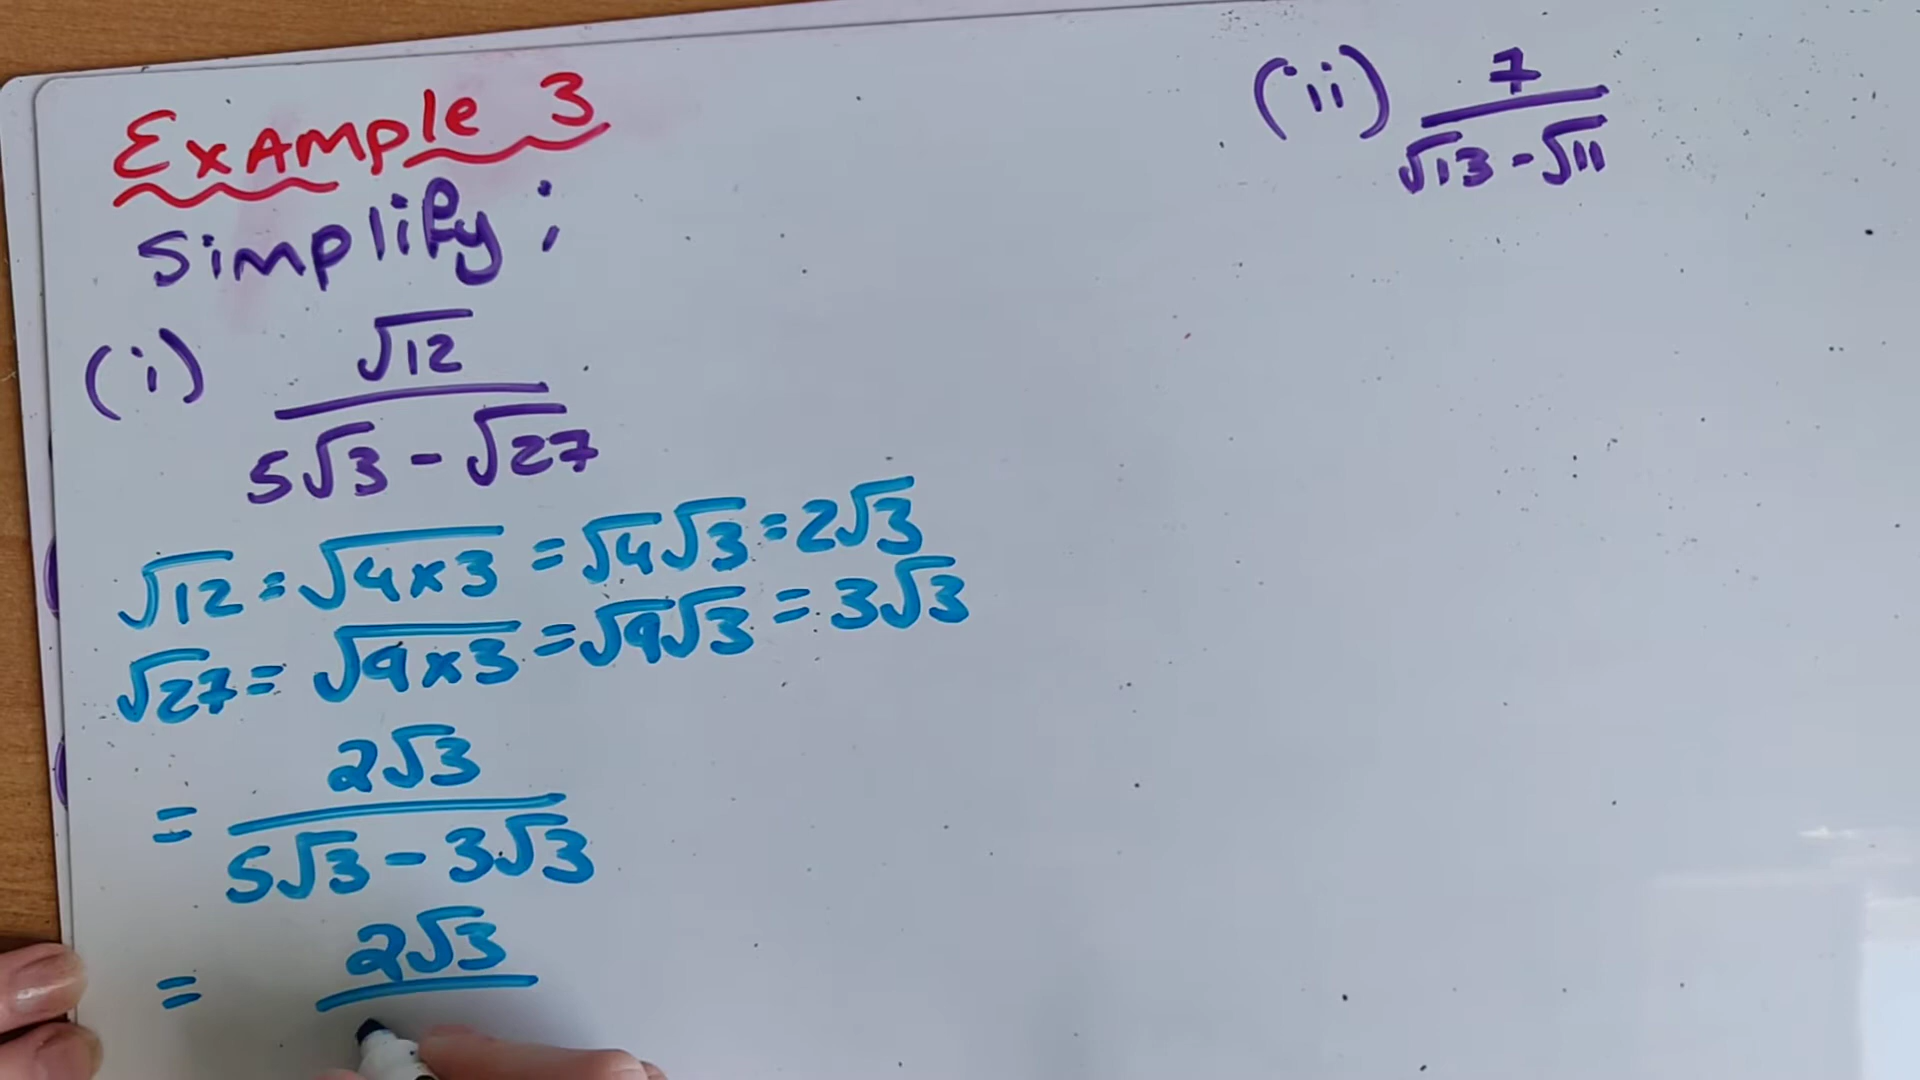 Example 3
Simplify;
(i) √12 / 5√3 - √27
√12 = √4×3 = √4√3 = 2√3
√27 = √9×3 = √9√3 = 3√3
= 2√3 / 5√3 - 3√3
= 2√3
(ii) 7 / √13 - √11